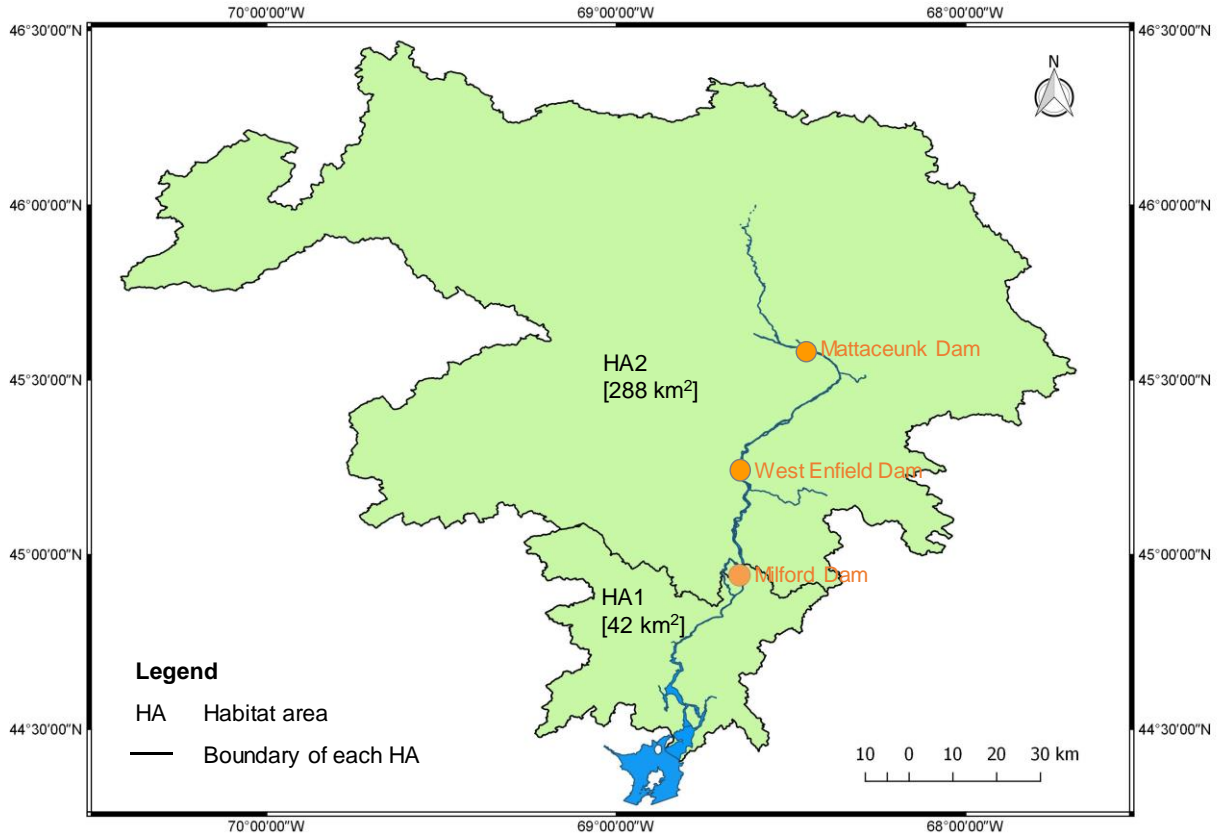 70°00′00″W 69°00′00″W 68°00′00″W
46°30′00″N 46°30′00″N
N
46°00′00″N 46°00′00″N
Mattaceunk Dam
HA2
[288 km²]
45°30′00″N 45°30′00″N
West Enfield Dam
45°00′00″N 45°00′00″N
Milford Dam
HA1
[42 km²]
Legend
HA Habitat area
Boundary of each HA
44°30′00″N 44°30′00″N
10 0 10 20 30 km
70°00′00″W 69°00′00″W 68°00′00″W